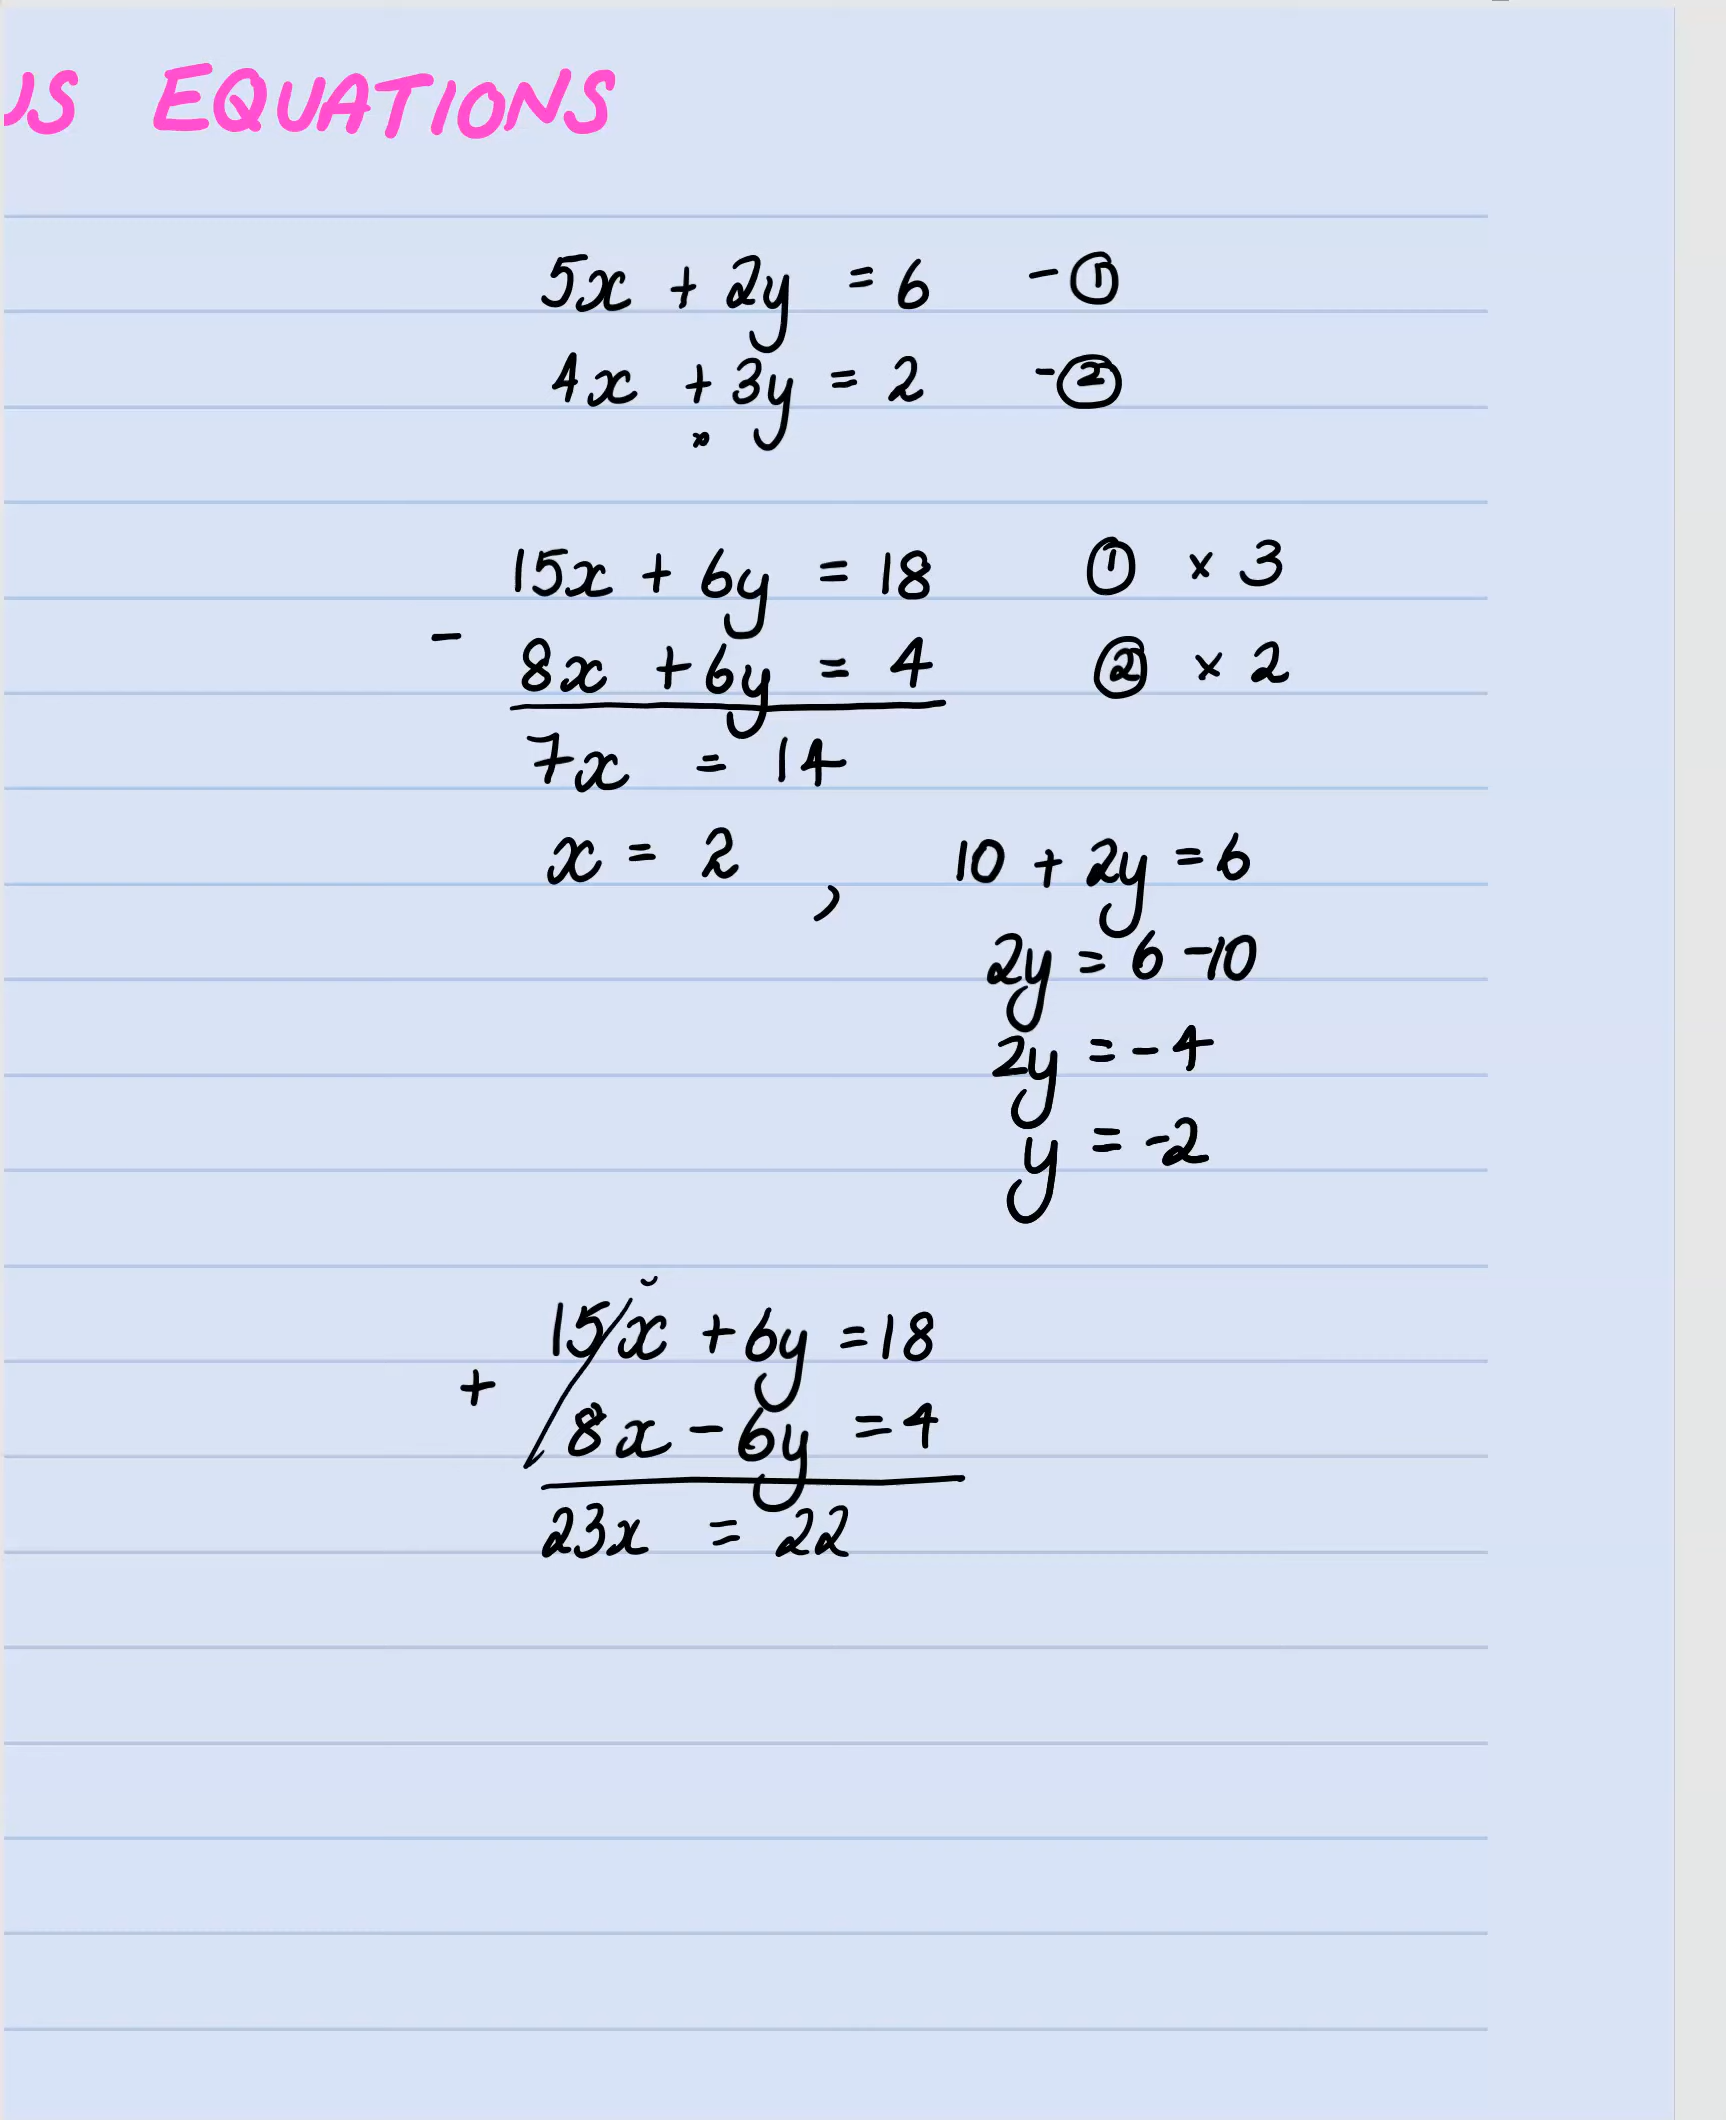 US EQUATIONS
5x + 2y = 6 - ①
4x + 3y = 2 - ②
15x + 6y = 18 ① × 3
-
8x + 6y = 4 ② × 2
7x = 14
x = 2 , 10 + 2y = 6
2y = 6 - 10
2y = -4
y = -2
15x + 6y = 18
+
8x - 6y = 4
23x = 22